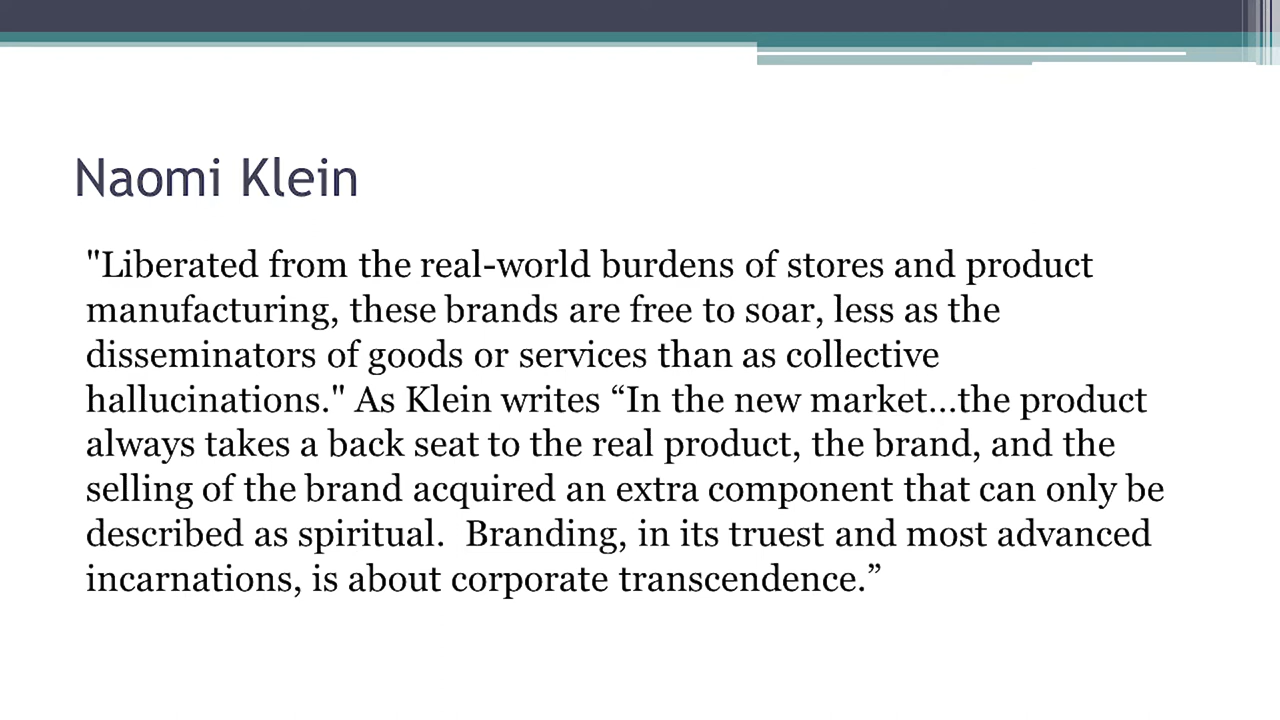 Naomi Klein
"Liberated from the real-world burdens of stores and product
manufacturing, these brands are free to soar, less as the
disseminators of goods or services than as collective
hallucinations." As Klein writes “In the new market…the product
always takes a back seat to the real product, the brand, and the
selling of the brand acquired an extra component that can only be
described as spiritual.  Branding, in its truest and most advanced
incarnations, is about corporate transcendence.”